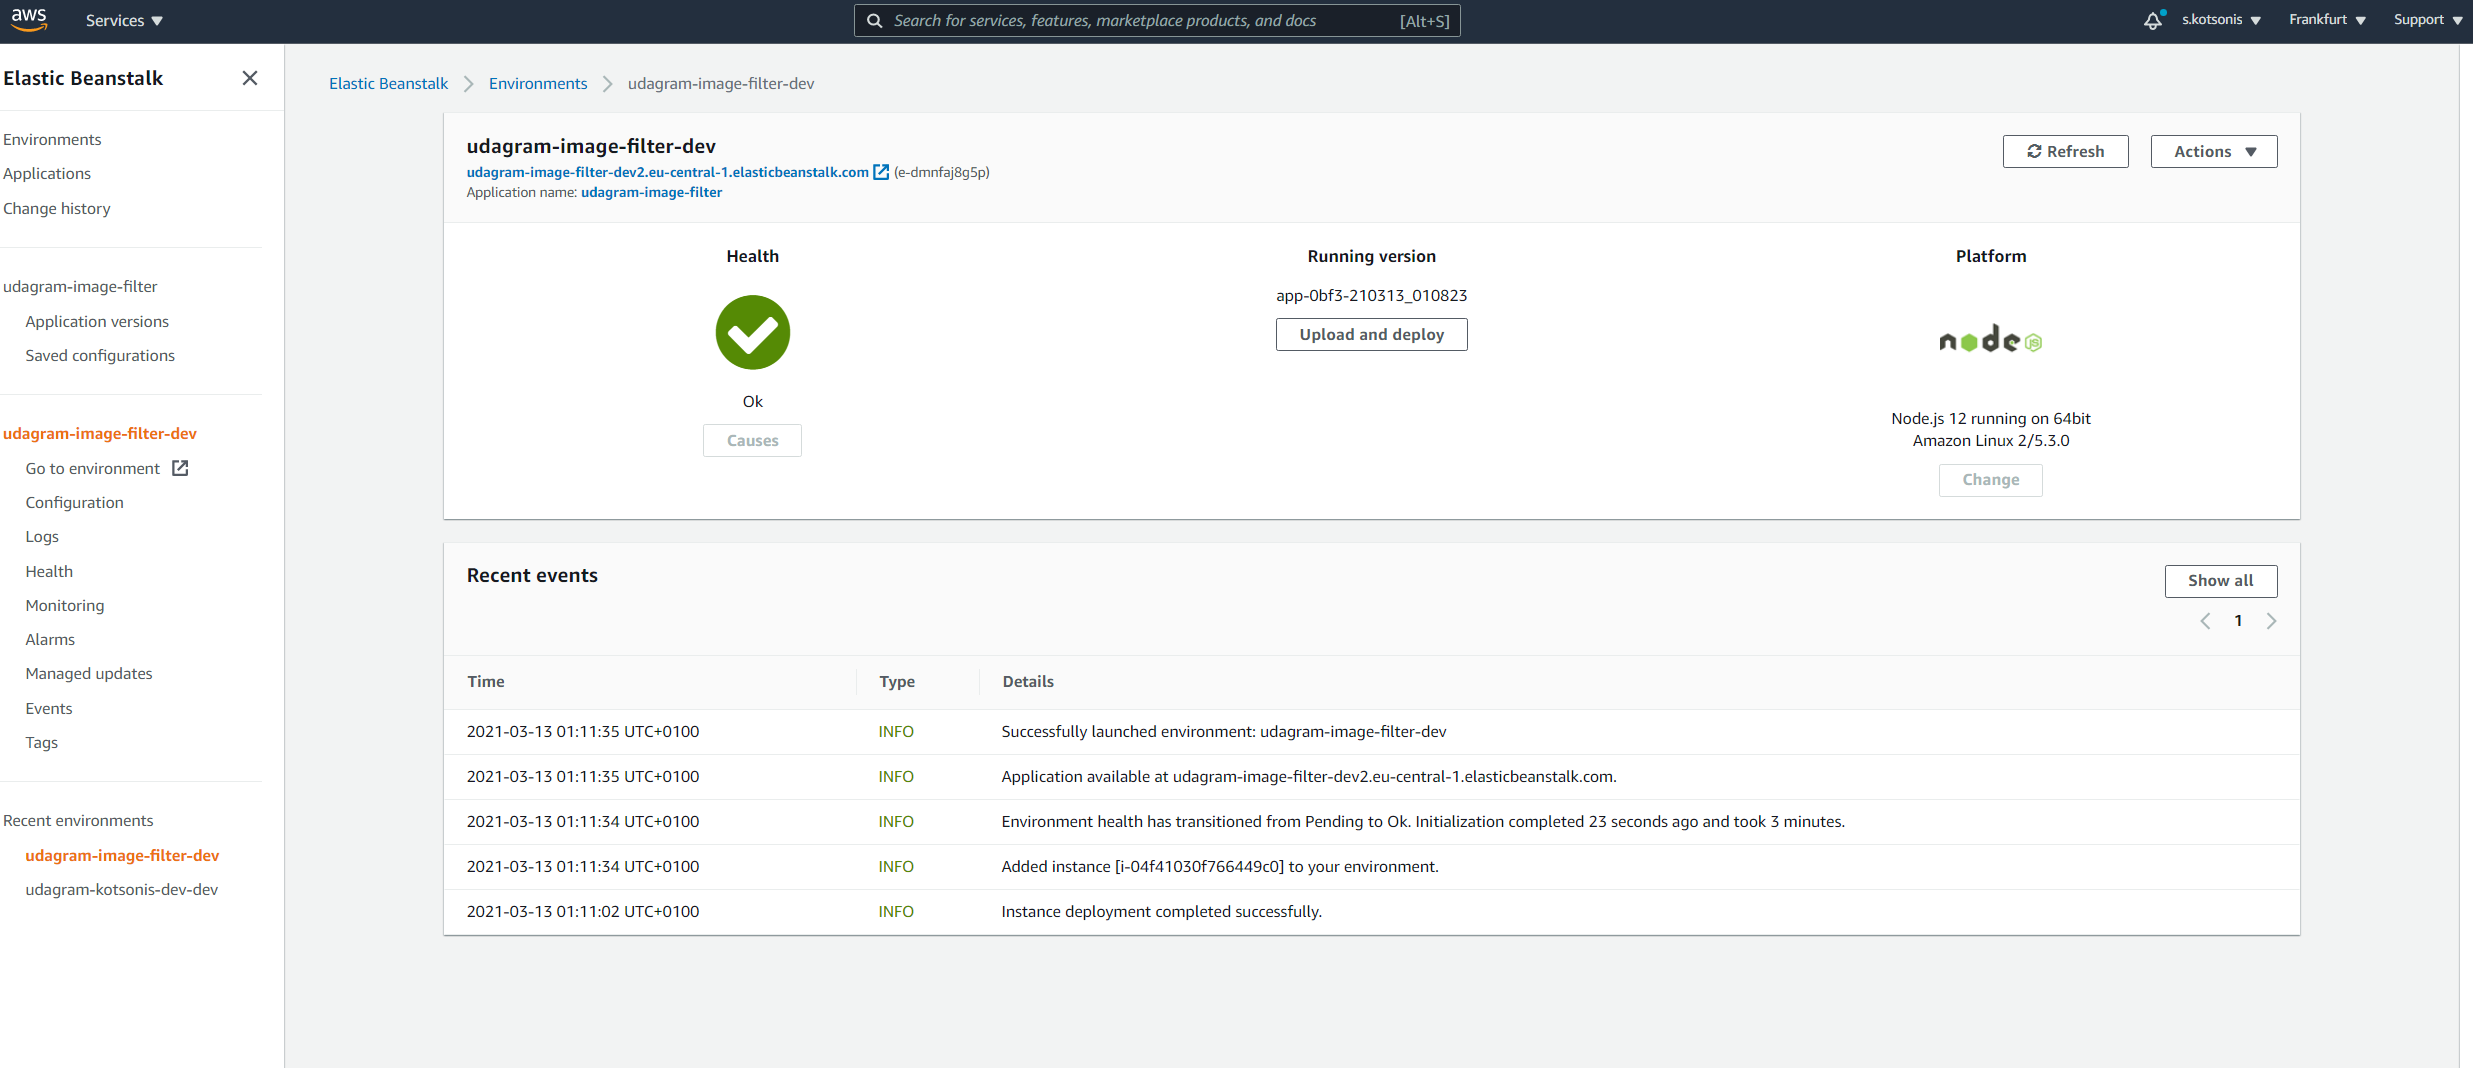 aws
Services
Search for services, features, marketplace products, and docs [Alt+S]
s.kotsonis
Frankfurt
Support
Elastic Beanstalk
Environments
Applications
Change history
udagram-image-filter
Application versions
Saved configurations
udagram-image-filter-dev
Go to environment
Configuration
Logs
Health
Monitoring
Alarms
Managed updates
Events
Tags
Recent environments
udagram-image-filter-dev
udagram-kotsonis-dev-dev
Elastic Beanstalk > Environments > udagram-image-filter-dev
udagram-image-filter-dev
udagram-image-filter-dev2.eu-central-1.elasticbeanstalk.com (e-dmnfaj8g5p)
Application name: udagram-image-filter
Refresh
Actions
Health
Ok
Causes
Running version
app-0bf3-210313_010823
Upload and deploy
Platform
node JS
Node.js 12 running on 64bit
Amazon Linux 2/5.3.0
Change
Recent events
Show all
1
Time Type Details
2021-03-13 01:11:35 UTC+0100 INFO Successfully launched environment: udagram-image-filter-dev
2021-03-13 01:11:35 UTC+0100 INFO Application available at udagram-image-filter-dev2.eu-central-1.elasticbeanstalk.com.
2021-03-13 01:11:34 UTC+0100 INFO Environment health has transitioned from Pending to Ok. Initialization completed 23 seconds ago and took 3 minutes.
2021-03-13 01:11:34 UTC+0100 INFO Added instance [i-04f41030f766449c0] to your environment.
2021-03-13 01:11:02 UTC+0100 INFO Instance deployment completed successfully.